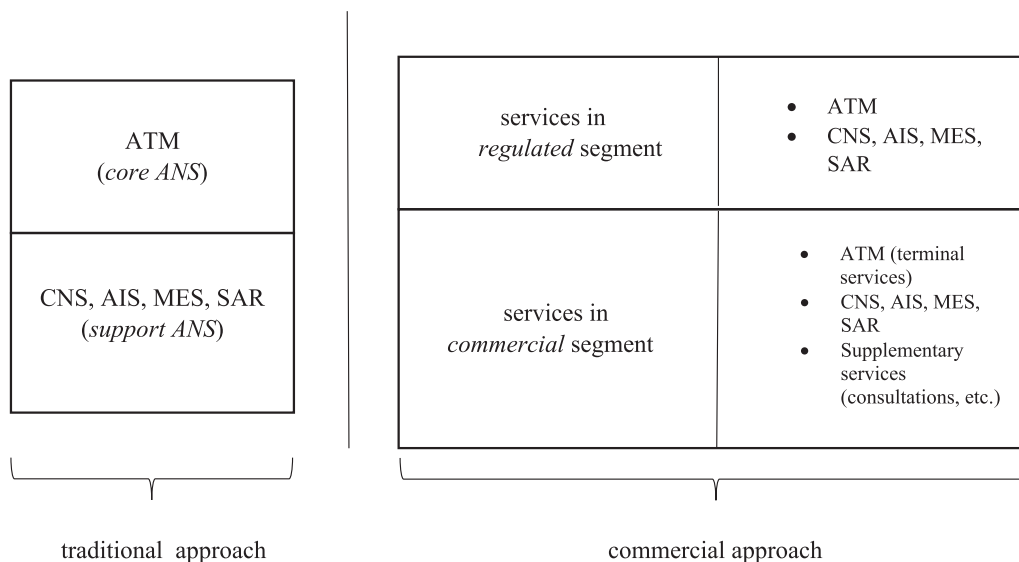 ATM
(core ANS)
CNS, AIS, MES, SAR
(support ANS)
traditional approach
services in
regulated segment
• ATM
• CNS, AIS, MES,
SAR
services in
commercial segment
• ATM (terminal
services)
• CNS, AIS, MES,
SAR
• Supplementary
services
(consultations, etc.)
commercial approach